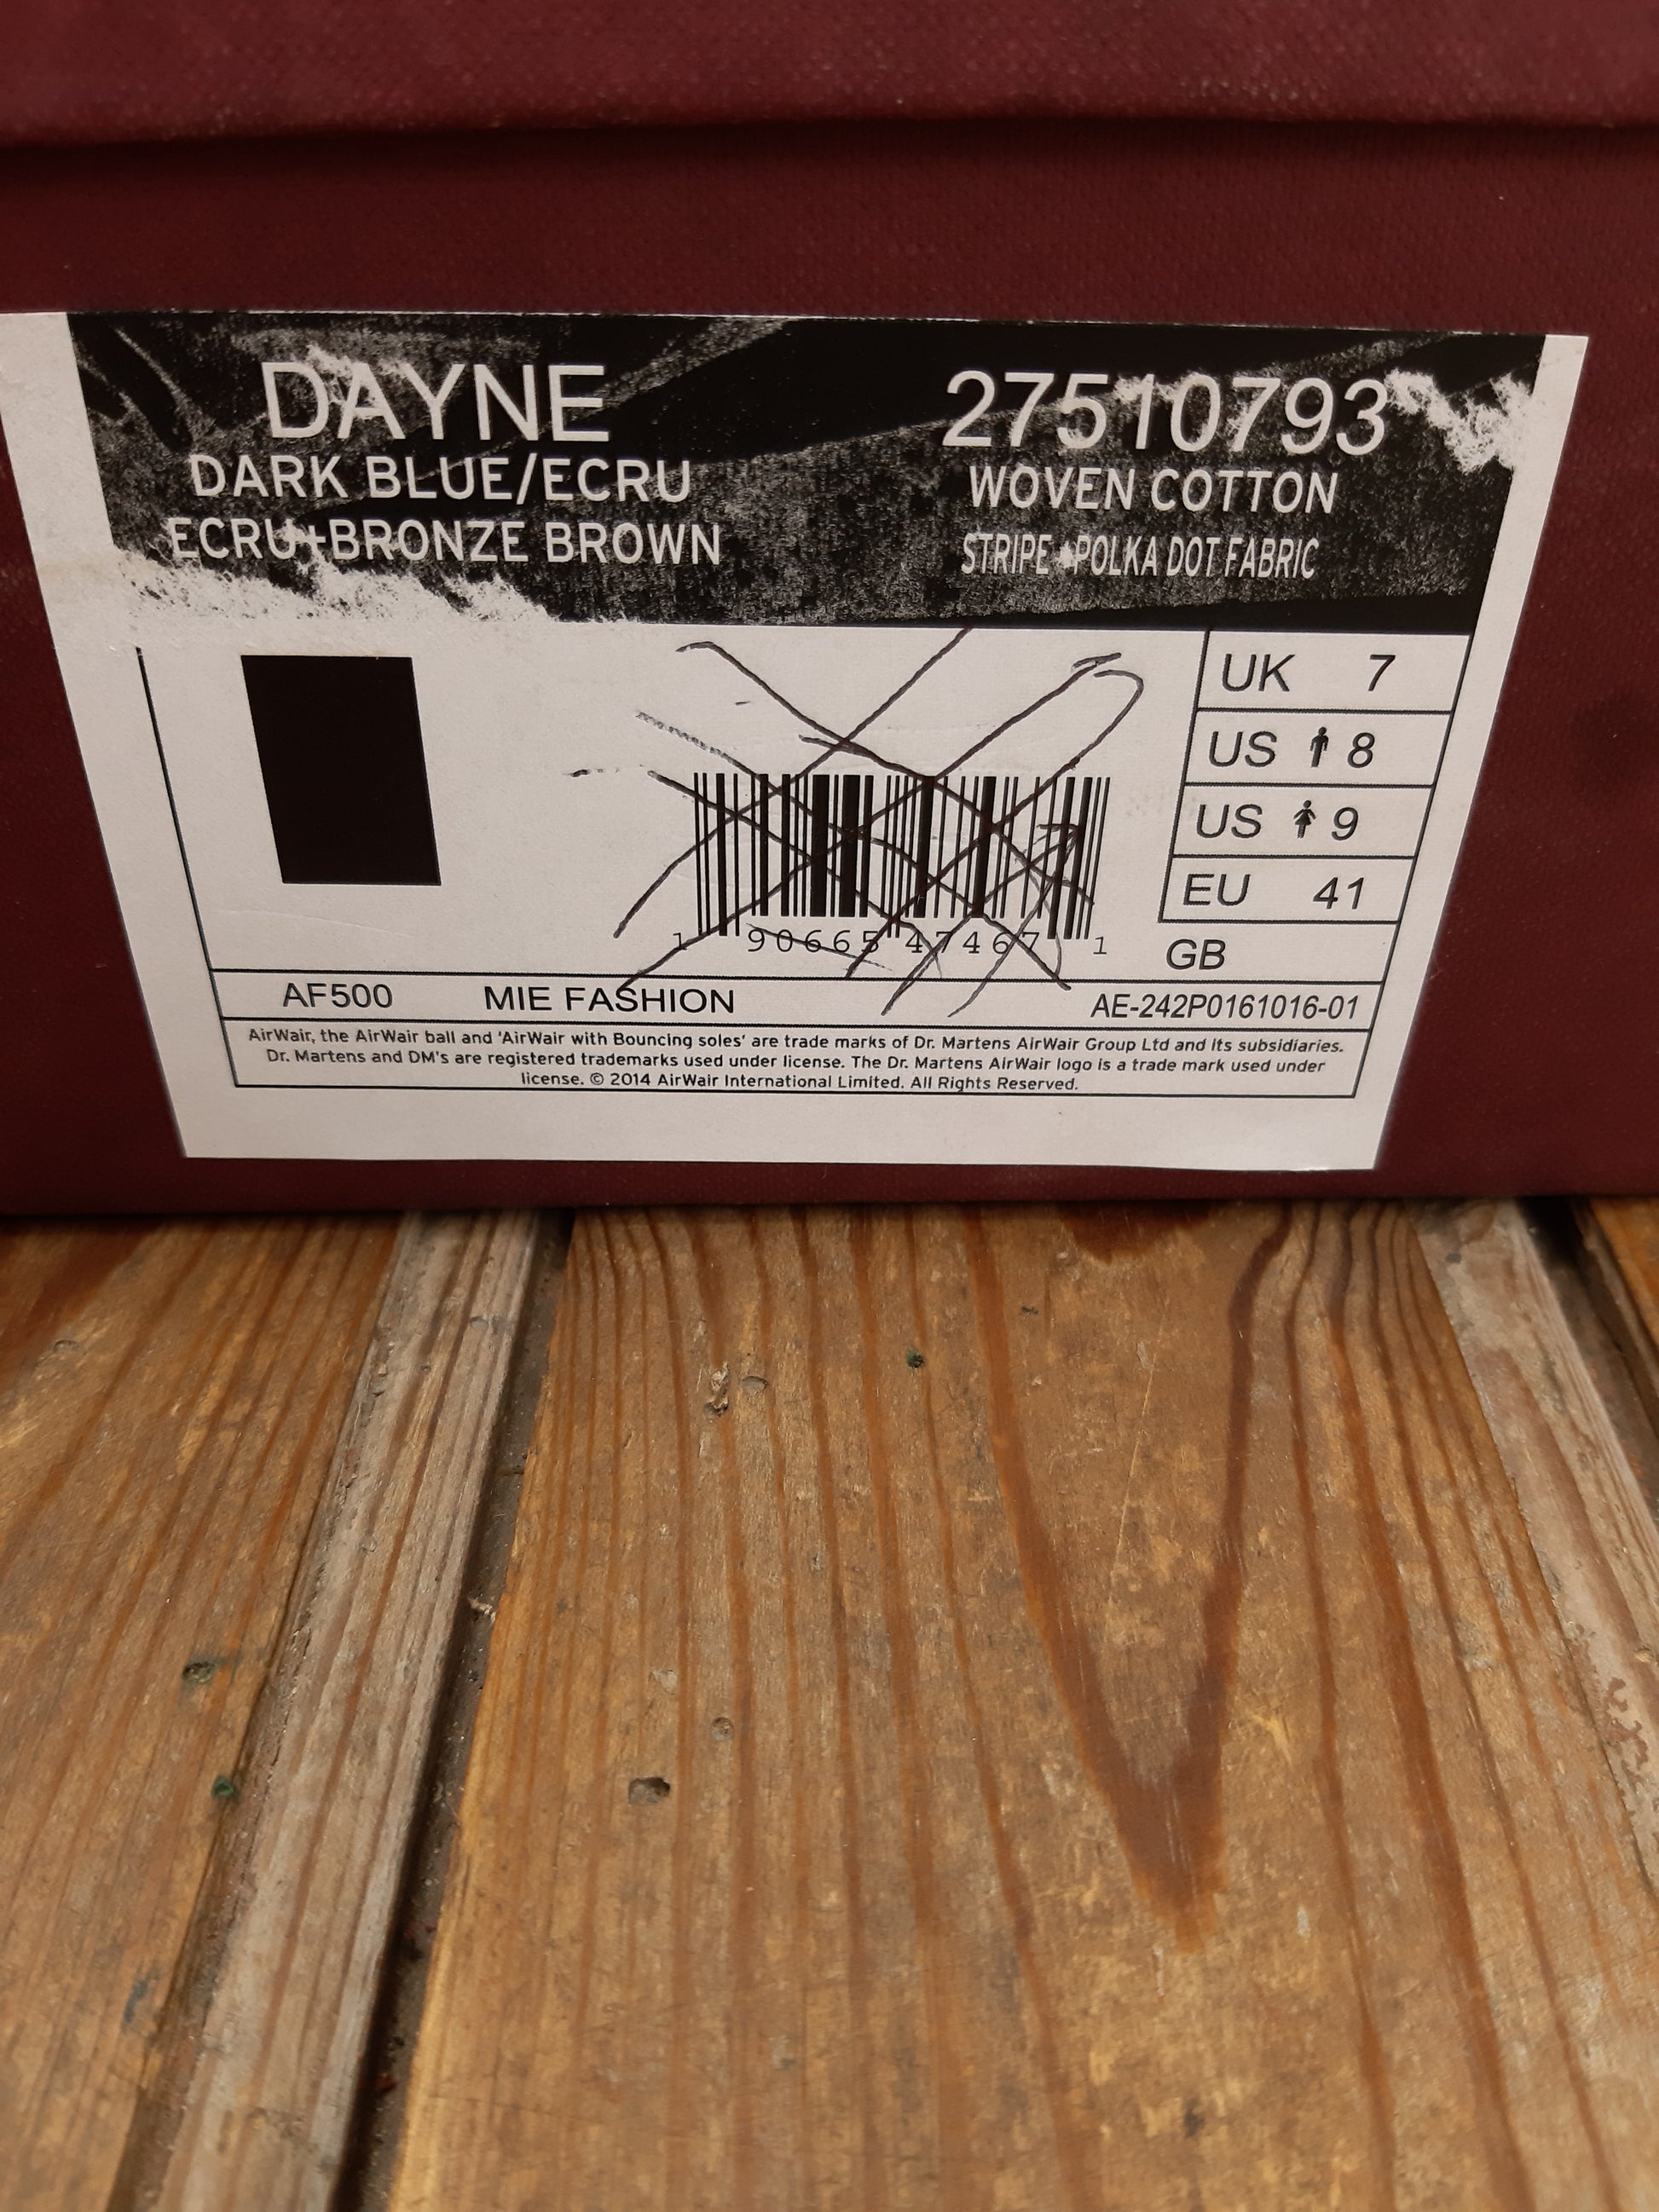 DAYNE 27510793
DARK BLUE/ECRU WOVEN COTTON
ECRU+BRONZE BROWN STRIPE+POLKA DOT FABRIC
UK 7
US 8
US 9
EU 41
1 90665 47467 1
GB
AF500 MIE FASHION AE-242P0161016-01
AirWair, the AirWair ball and 'AirWair with Bouncing soles' are trade marks of Dr. Martens AirWair Group Ltd and its subsidiaries.
Dr. Martens and DM's are registered trademarks used under license. The Dr. Martens AirWair logo is a trade mark used under
license. © 2014 AirWair International Limited. All Rights Reserved.